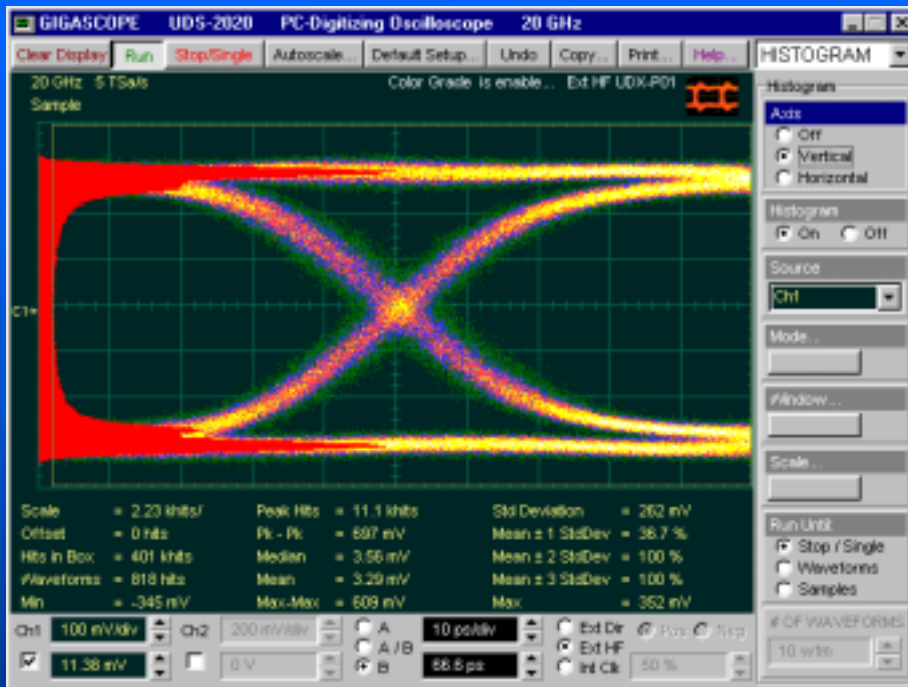 GIGASCOPE UDS-2020 PC-Digitizing Oscilloscope 20 GHz
Clear Display Run Stop/Single Autoscale... Default Setup... Undo Copy... Print... Help... HISTOGRAM
20 GHz 5 TSa/s Color Grade is enable... Ext HF UDX-P01
Sample
Histogram
Axis
Off
Vertical
Horizontal
Histogram
On Off
Source
Ch1
C1
Mode...
Window...
Scale...
Scale = 2.23 khits/ Peak Hits = 11.1 khits Std Deviation = 262 mV
Offset = 0 hits Pk - Pk = 697 mV Mean ± 1 StdDev = 36.7 %
Hits in Box = 401 khits Median = 3.56 mV Mean ± 2 StdDev = 100 %
Waveforms = 818 hits Mean = 3.29 mV Mean ± 3 StdDev = 100 %
Min = -345 mV Max-Max = 609 mV Max = 352 mV
Run Until:
Stop / Single
Waveforms
Samples
Ch1 100 mV/div Ch2 200 mV/div A 10 ps/div Ext Dir Pos Neg
A / B Ext HF
11.38 mV 0 V B 66.6 ps Int Clk 50 %
# OF WAVEFORMS
10 wfm